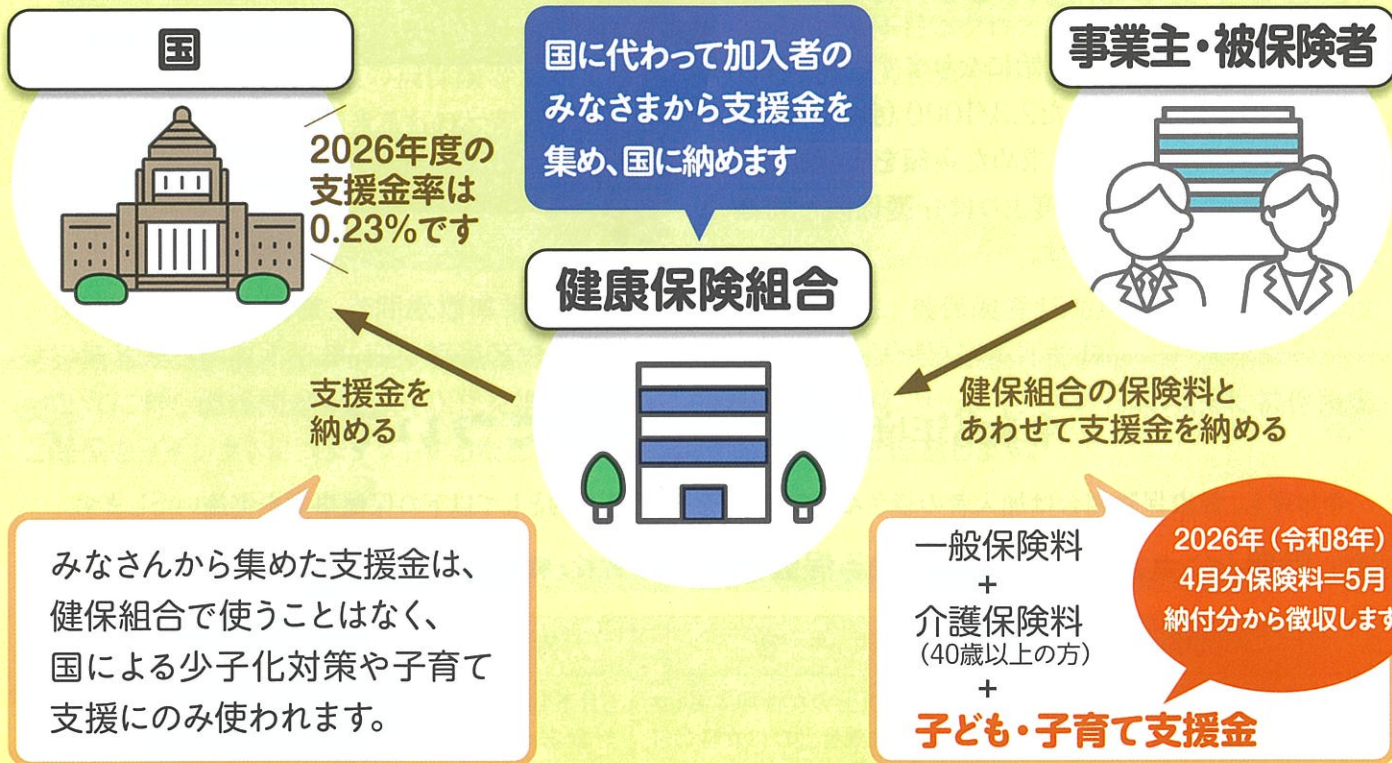 国
2026年度の
支援金率は
0.23%です
国に代わって加入者の
みなさまから支援金を
集め、国に納めます
事業主・被保険者
健康保険組合
支援金を
納める
健保組合の保険料と
あわせて支援金を納める
みなさんから集めた支援金は、
健保組合で使うことはなく、
国による少子化対策や子育て
支援にのみ使われます。
一般保険料
+
介護保険料
(40歳以上の方)
+
子ども・子育て支援金
2026年(令和8年)
4月分保険料=5月
納付分から徴収します